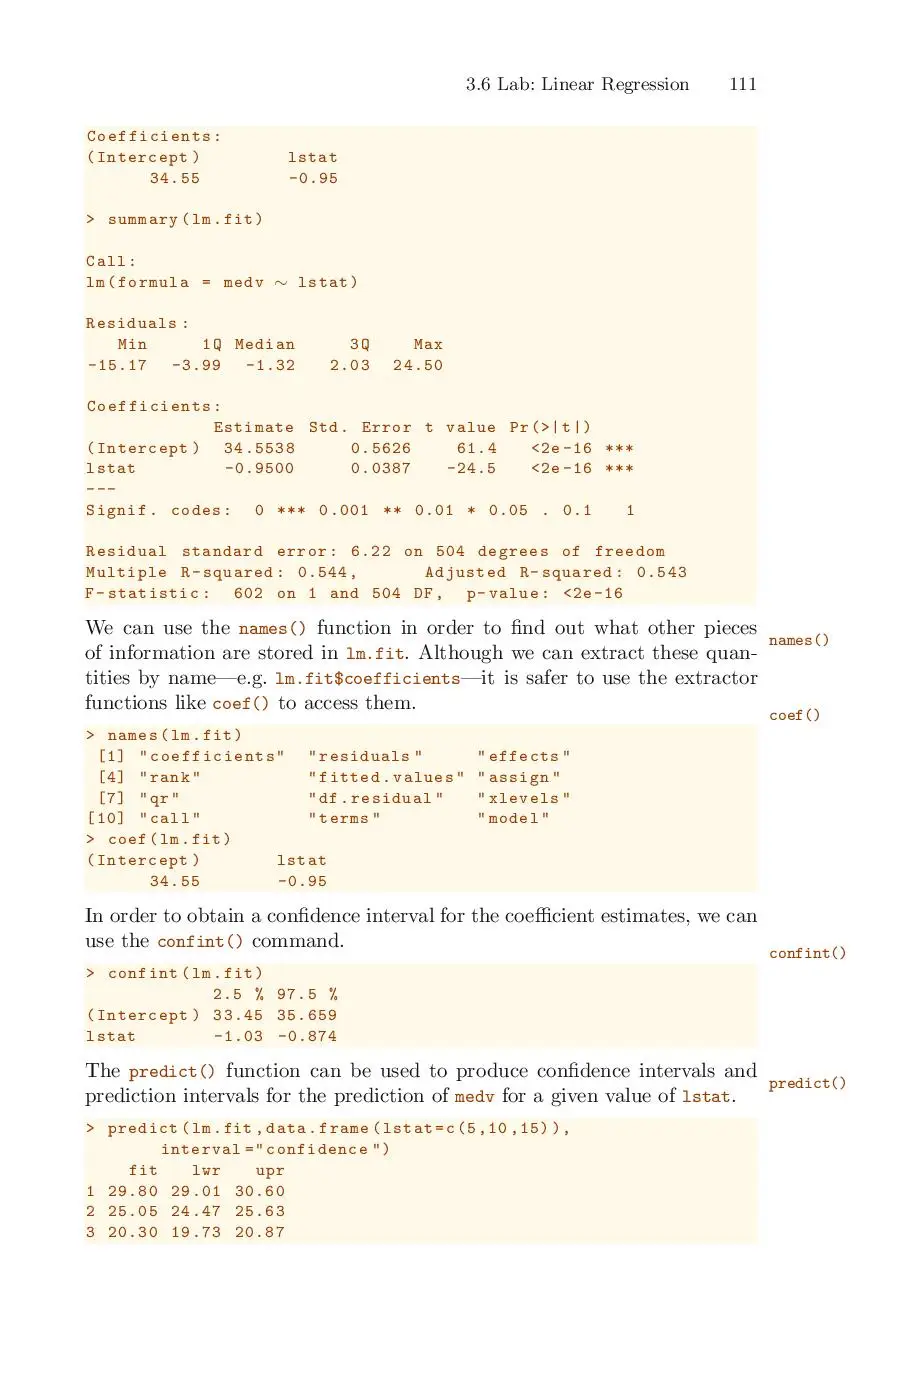 3.6 Lab: Linear Regression 111
Coefficients:
(Intercept) lstat
34.55 -0.95
> summary(lm.fit)
Call:
lm(formula = medv ∼ lstat)
Residuals:
Min 1Q Median 3Q Max
-15.17 -3.99 -1.32 2.03 24.50
Coefficients:
Estimate Std. Error t value Pr(>|t|)
(Intercept) 34.5538 0.5626 61.4 <2e-16 ***
lstat -0.9500 0.0387 -24.5 <2e-16 ***
---
Signif. codes: 0 *** 0.001 ** 0.01 * 0.05 . 0.1 1
Residual standard error: 6.22 on 504 degrees of freedom
Multiple R-squared: 0.544, Adjusted R-squared: 0.543
F-statistic: 602 on 1 and 504 DF, p-value: <2e-16
We can use the names() function in order to find out what other pieces
names()
of information are stored in lm.fit. Although we can extract these quan-
tities by name—e.g. lm.fit$coefficients—it is safer to use the extractor
functions like coef() to access them.
coef()
> names(lm.fit)
[1] "coefficients" "residuals" "effects"
[4] "rank" "fitted.values" "assign"
[7] "qr" "df.residual" "xlevels"
[10] "call" "terms" "model"
> coef(lm.fit)
(Intercept) lstat
34.55 -0.95
In order to obtain a confidence interval for the coefficient estimates, we can
use the confint() command.
confint()
> confint(lm.fit)
2.5 % 97.5 %
(Intercept) 33.45 35.659
lstat -1.03 -0.874
The predict() function can be used to produce confidence intervals and
predict()
prediction intervals for the prediction of medv for a given value of lstat.
> predict(lm.fit,data.frame(lstat=c(5,10,15)),
interval="confidence")
fit lwr upr
1 29.80 29.01 30.60
2 25.05 24.47 25.63
3 20.30 19.73 20.87